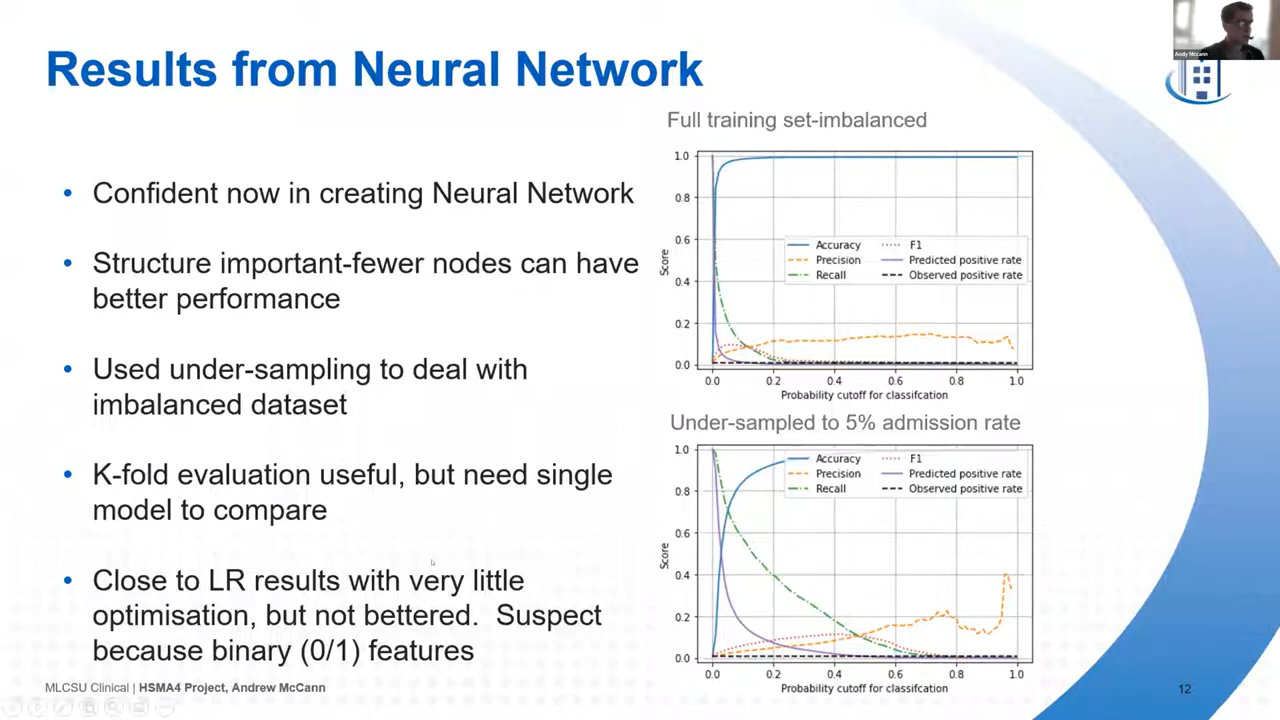 Andy Mccann
Results from Neural Network
Full training set-imbalanced
• Confident now in creating Neural Network
• Structure important-fewer nodes can have
better performance
• Used under-sampling to deal with
imbalanced dataset
• K-fold evaluation useful, but need single
model to compare
• Close to LR results with very little
optimisation, but not bettered. Suspect
because binary (0/1) features
1.0
0.8
0.6
0.4
0.2
0.0
Score
Accuracy
Precision
Recall
F1
Predicted positive rate
Observed positive rate
0.0 0.2 0.4 0.6 0.8 1.0
Probability cutoff for classifcation
Under-sampled to 5% admission rate
1.0
0.8
0.6
0.4
0.2
0.0
Score
Accuracy
Precision
Recall
F1
Predicted positive rate
Observed positive rate
0.0 0.2 0.4 0.6 0.8 1.0
Probability cutoff for classifcation
MLCSU Clinical | HSMA4 Project, Andrew McCann
12